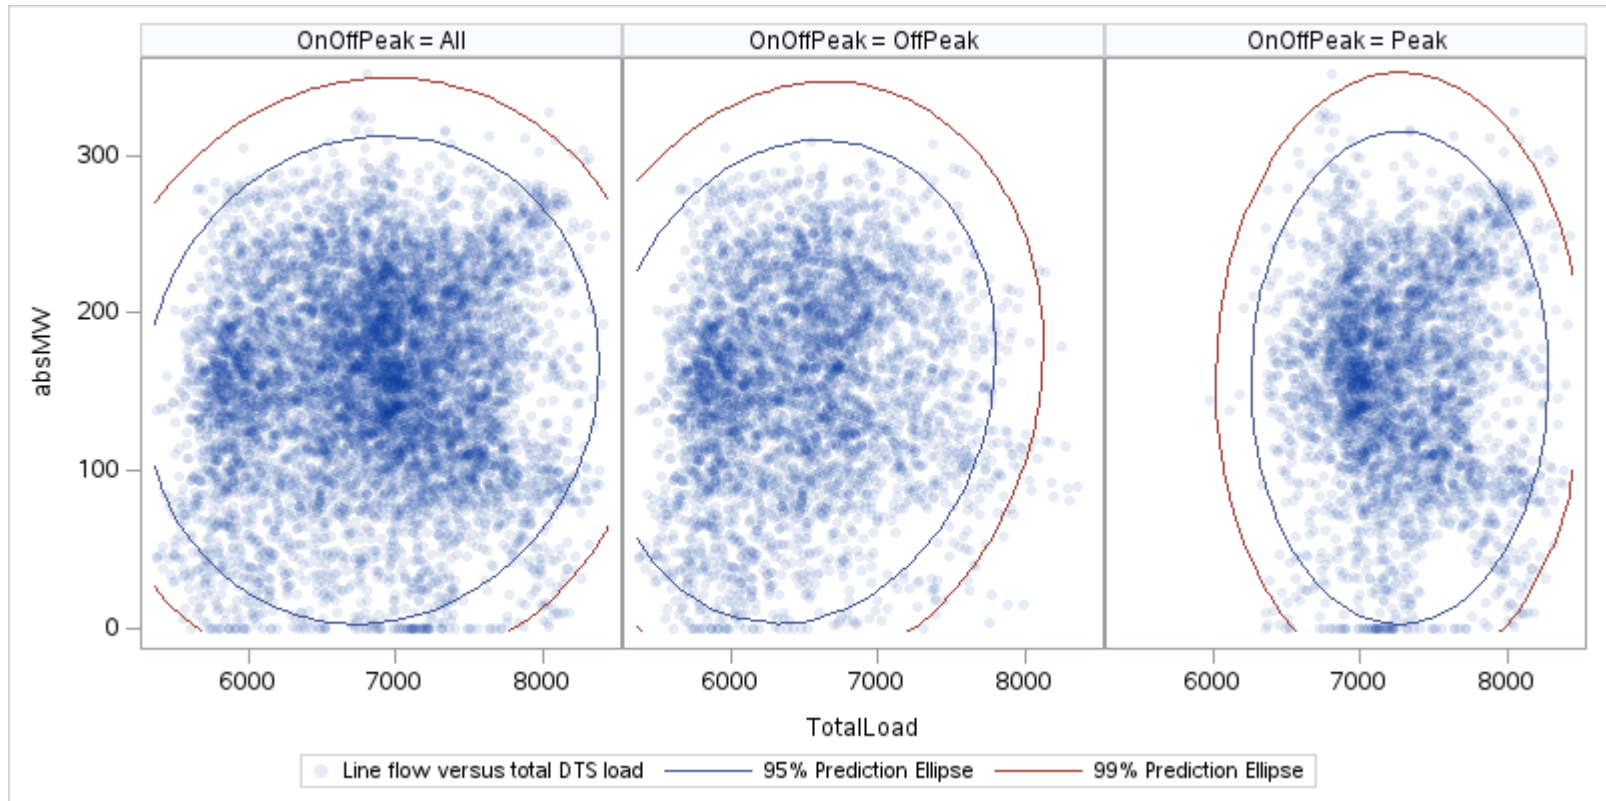 OnOffPeak = All
OnOffPeak = OffPeak
OnOffPeak = Peak
absMW
300
200
100
0
6000 7000 8000
6000 7000 8000
6000 7000 8000
TotalLoad
Line flow versus total DTS load
95% Prediction Ellipse
99% Prediction Ellipse